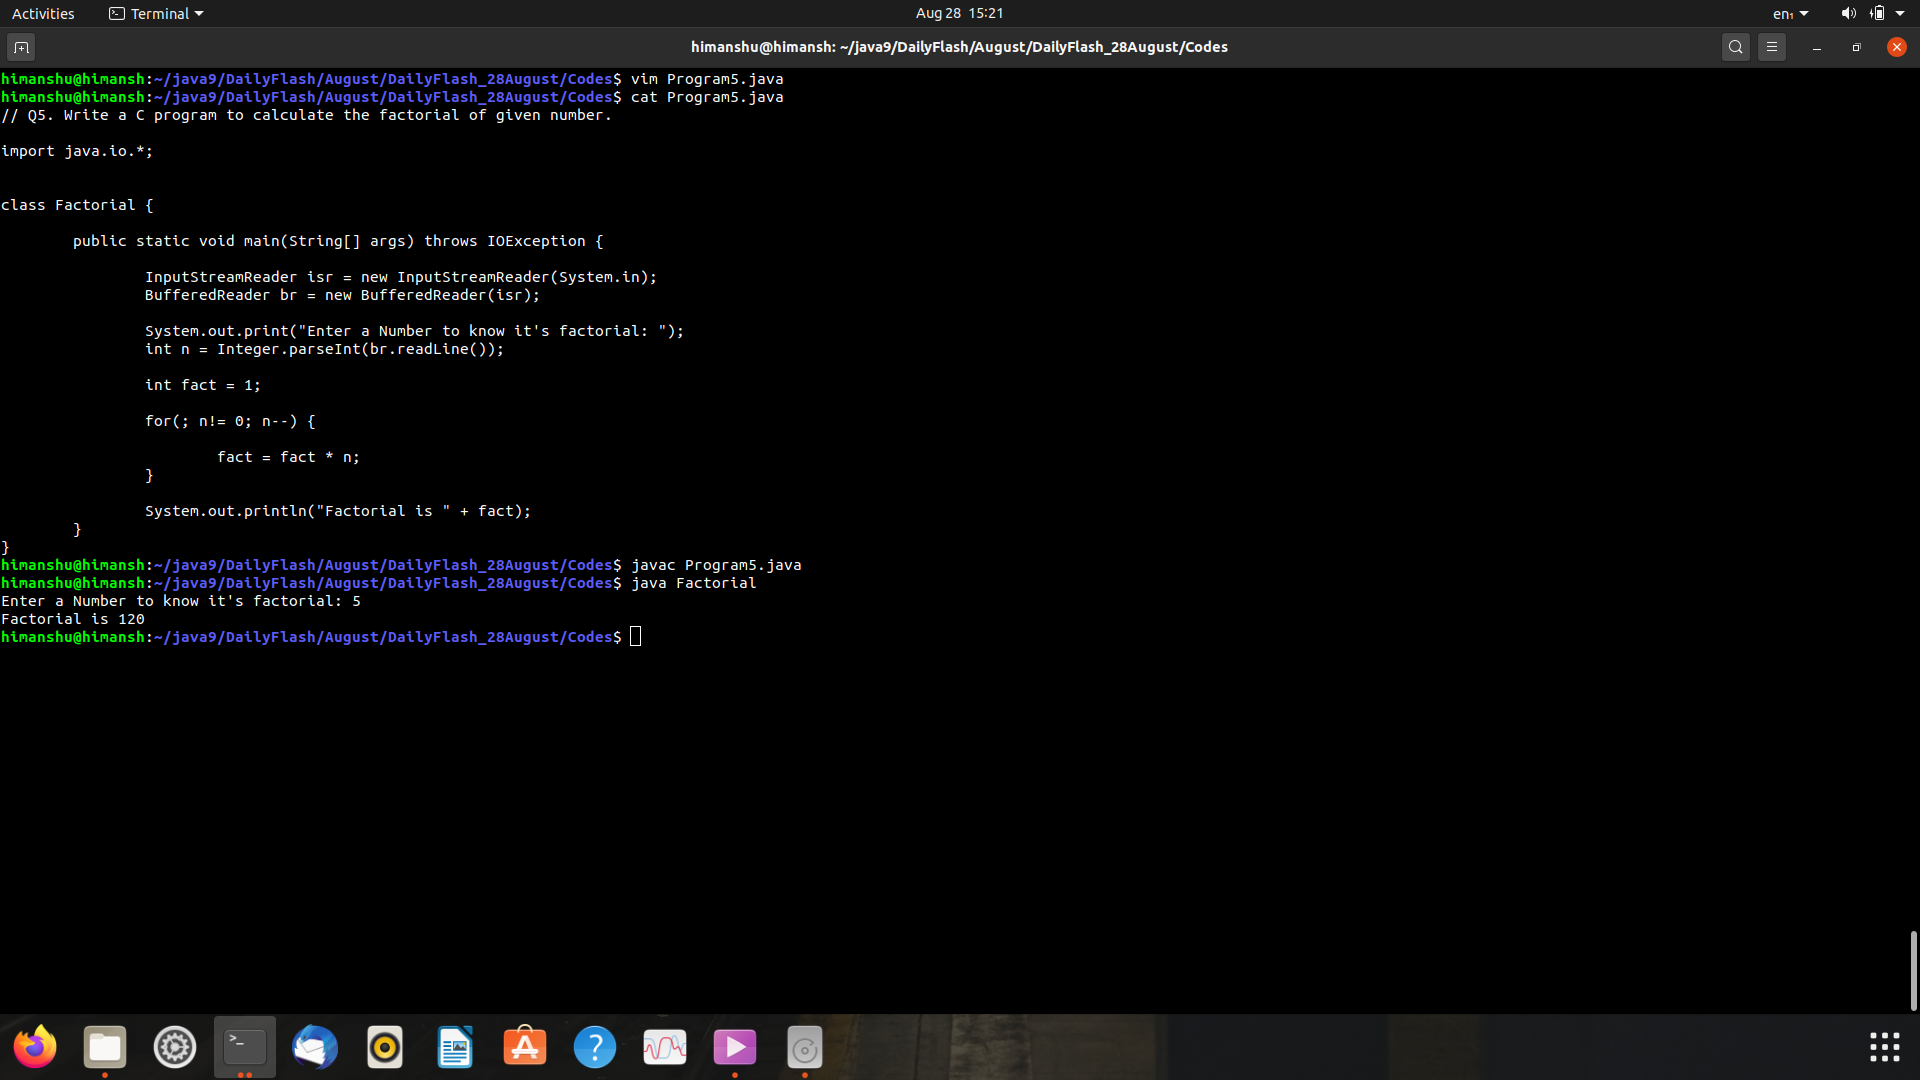 Activities Terminal Aug 28 15:21 en₁
himanshu@himansh: ~/java9/DailyFlash/August/DailyFlash_28August/Codes
himanshu@himansh:~/java9/DailyFlash/August/DailyFlash_28August/Codes$ vim Program5.java
himanshu@himansh:~/java9/DailyFlash/August/DailyFlash_28August/Codes$ cat Program5.java
// Q5. Write a C program to calculate the factorial of given number.
import java.io.*;
class Factorial {
public static void main(String[] args) throws IOException {
InputStreamReader isr = new InputStreamReader(System.in);
BufferedReader br = new BufferedReader(isr);
System.out.print("Enter a Number to know it's factorial: ");
int n = Integer.parseInt(br.readLine());
int fact = 1;
for(; n!= 0; n--) {
fact = fact * n;
}
System.out.println("Factorial is " + fact);
}
}
himanshu@himansh:~/java9/DailyFlash/August/DailyFlash_28August/Codes$ javac Program5.java
himanshu@himansh:~/java9/DailyFlash/August/DailyFlash_28August/Codes$ java Factorial
Enter a Number to know it's factorial: 5
Factorial is 120
himanshu@himansh:~/java9/DailyFlash/August/DailyFlash_28August/Codes$